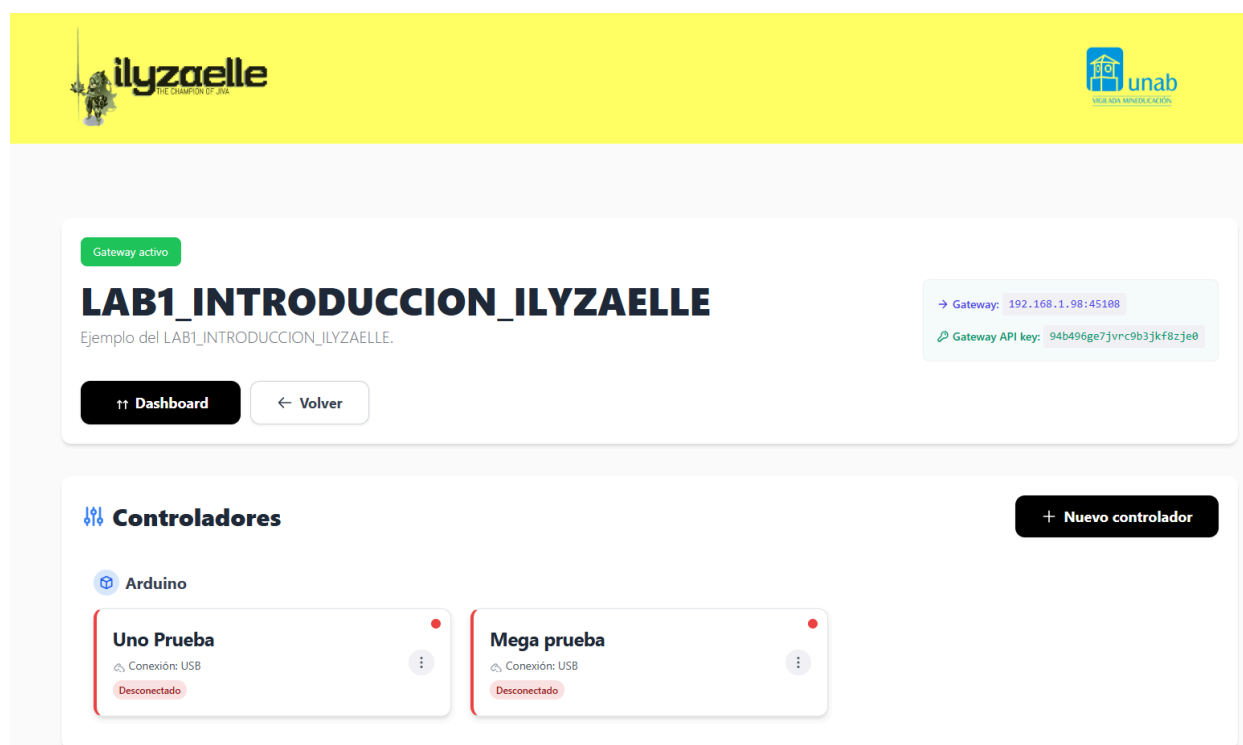 ilyzaelle
THE CHAMPION OF JIVA
unab
VIGILADA MINEDUCACIÓN
Gateway activo
LAB1_INTRODUCCION_ILYZAELLE
Ejemplo del LAB1_INTRODUCCION_ILYZAELLE.
→ Gateway: 192.168.1.98:45108
Gateway API key: 94b496ge7jvrc9b3jkf8zje0
↑↑ Dashboard
← Volver
Controladores
+ Nuevo controlador
Arduino
Uno Prueba
Conexión: USB
Desconectado
Mega prueba
Conexión: USB
Desconectado